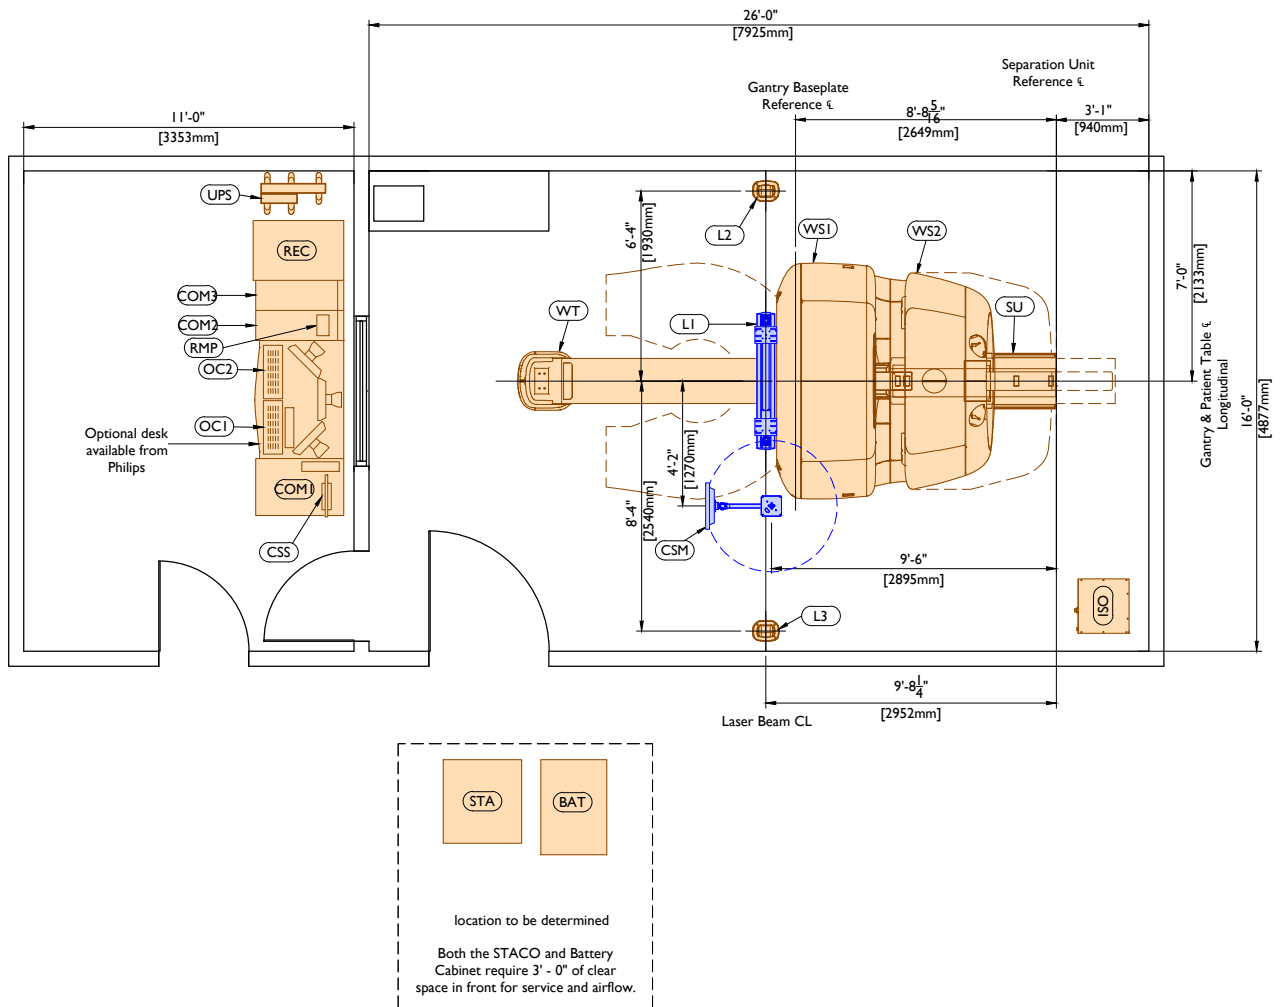 26'-0"
[7925mm]
Separation Unit
Reference ℄
Gantry Baseplate
Reference ℄
11'-0"
[3353mm]
8'-8 5/16"
[2649mm]
3'-1"
[940mm]
UPS
REC
COM3
COM2
RMP
OC2
OC1
Optional desk
available from
Philips
COM1
CSS
6'-4"
[1930mm]
L2
WS1
WS2
WT
L1
SU
7'-0"
[2133mm]
Gantry & Patient Table ℄
Longitudinal
16'-0"
[4877mm]
4'-2"
[1270mm]
8'-4"
[2540mm]
CSM
9'-6"
[2895mm]
ISO
L3
9'-8 1/4"
[2952mm]
Laser Beam CL
STA
BAT
location to be determined
Both the STACO and Battery
Cabinet require 3' - 0" of clear
space in front for service and airflow.